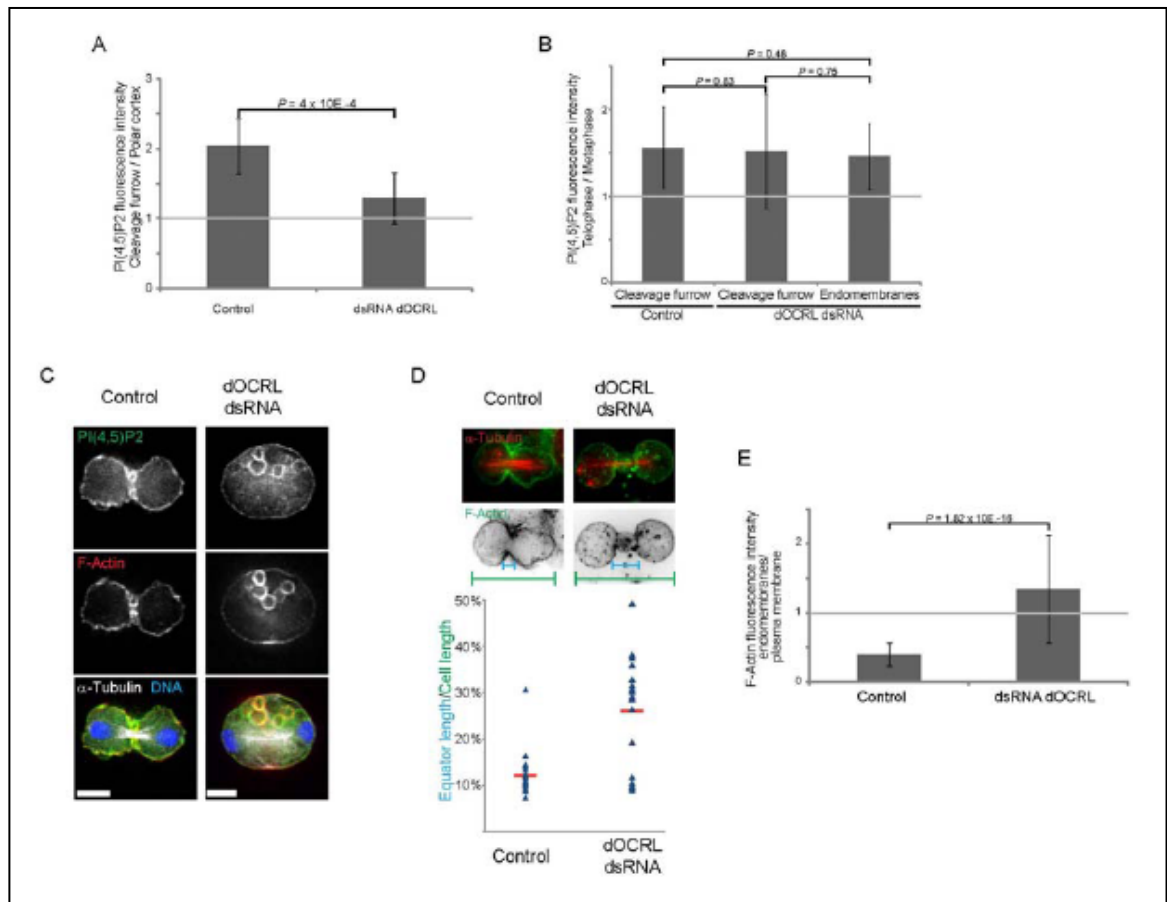 A
PI(4,5)P2 fluorescence intensity
Cleavage furrow / Polar cortex
3
2
1
0
P = 4 x 10E -4
Control
dsRNA dOCRL
B
PI(4,5)P2 fluorescence intensity
Telophase / Metaphase
2
1
0
P = 0.46
P = 0.83
P = 0.75
Cleavage furrow
Cleavage furrow
Endomembranes
Control
dOCRL dsRNA
C
Control
dOCRL
dsRNA
PI(4,5)P2
F-Actin
α-Tubulin DNA
D
Control
dOCRL
dsRNA
α-Tubulin
F-Actin
Equator length/Cell length
50%
40%
30%
20%
10%
Control
dOCRL
dsRNA
E
F-Actin fluorescence intensity
endomembranes/
plasma membrane
2
1
0
P = 1.82 x 10E -16
Control
dsRNA dOCRL